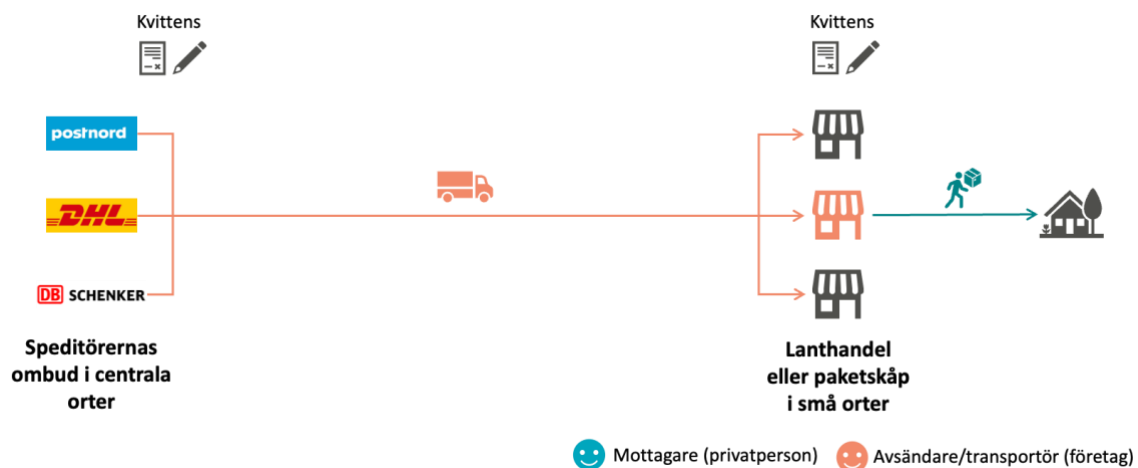 Kvittens
Kvittens
postnord
DHL
DB SCHENKER
Speditörernas
ombud i centrala
orter
Lanthandel
eller paketskåp
i små orter
Mottagare (privatperson)
Avsändare/transportör (företag)